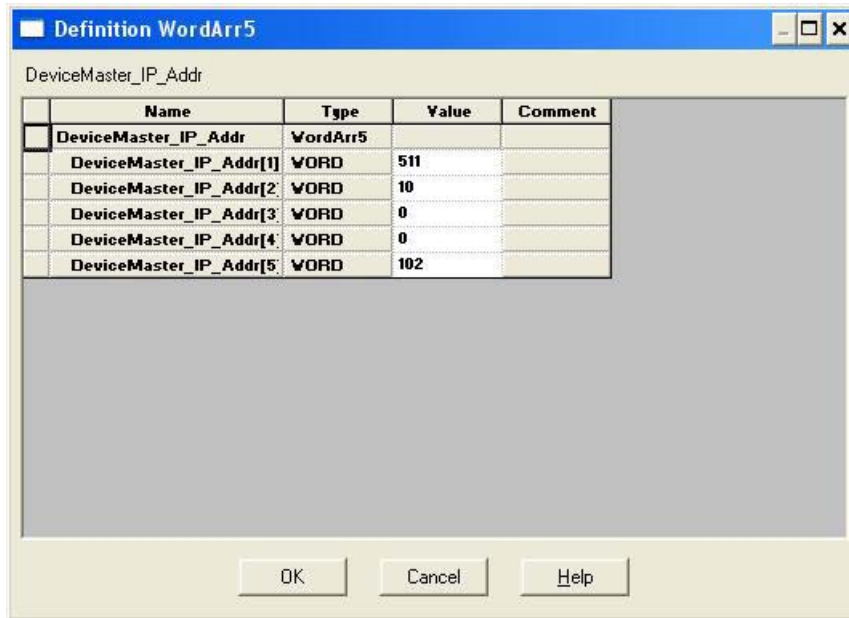 Definition WordArr5
DeviceMaster_IP_Addr
Name Type Value Comment
DeviceMaster_IP_Addr WordArr5
DeviceMaster_IP_Addr[1] WORD 511
DeviceMaster_IP_Addr[2] WORD 10
DeviceMaster_IP_Addr[3] WORD 0
DeviceMaster_IP_Addr[4] WORD 0
DeviceMaster_IP_Addr[5] WORD 102
OK Cancel Help